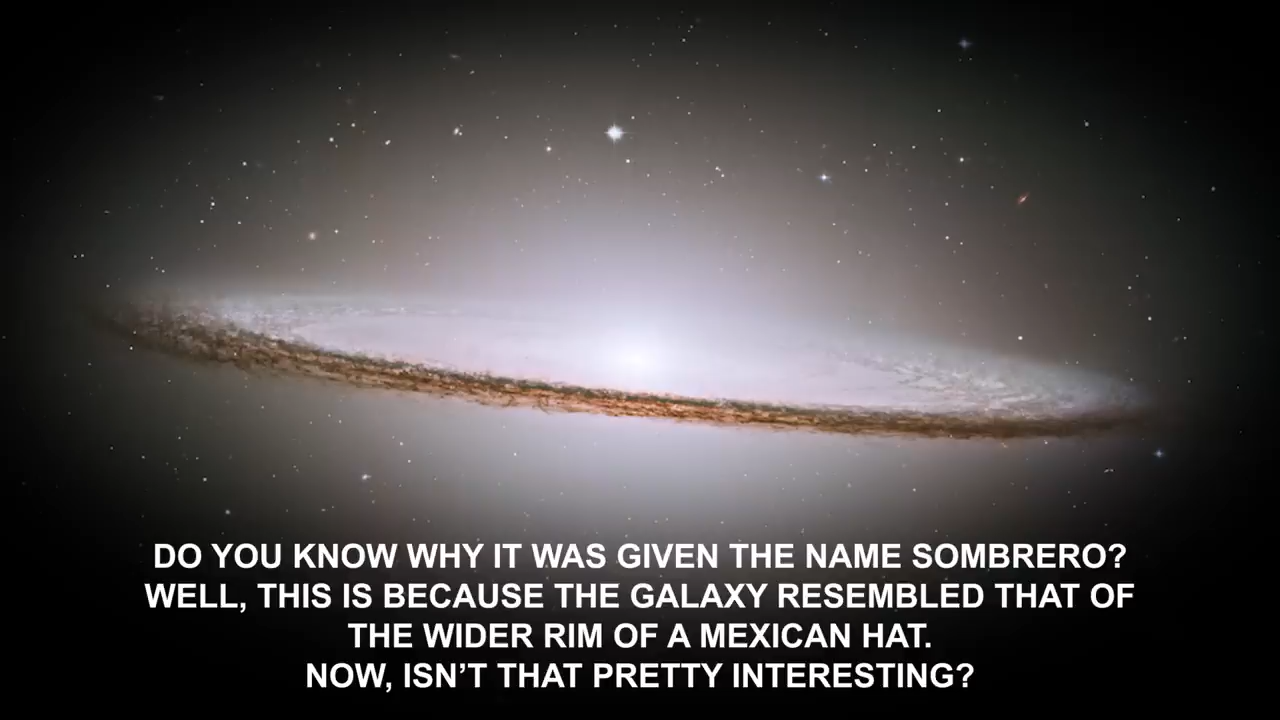 DO YOU KNOW WHY IT WAS GIVEN THE NAME SOMBRERO?
WELL, THIS IS BECAUSE THE GALAXY RESEMBLED THAT OF
THE WIDER RIM OF A MEXICAN HAT.
NOW, ISN’T THAT PRETTY INTERESTING?